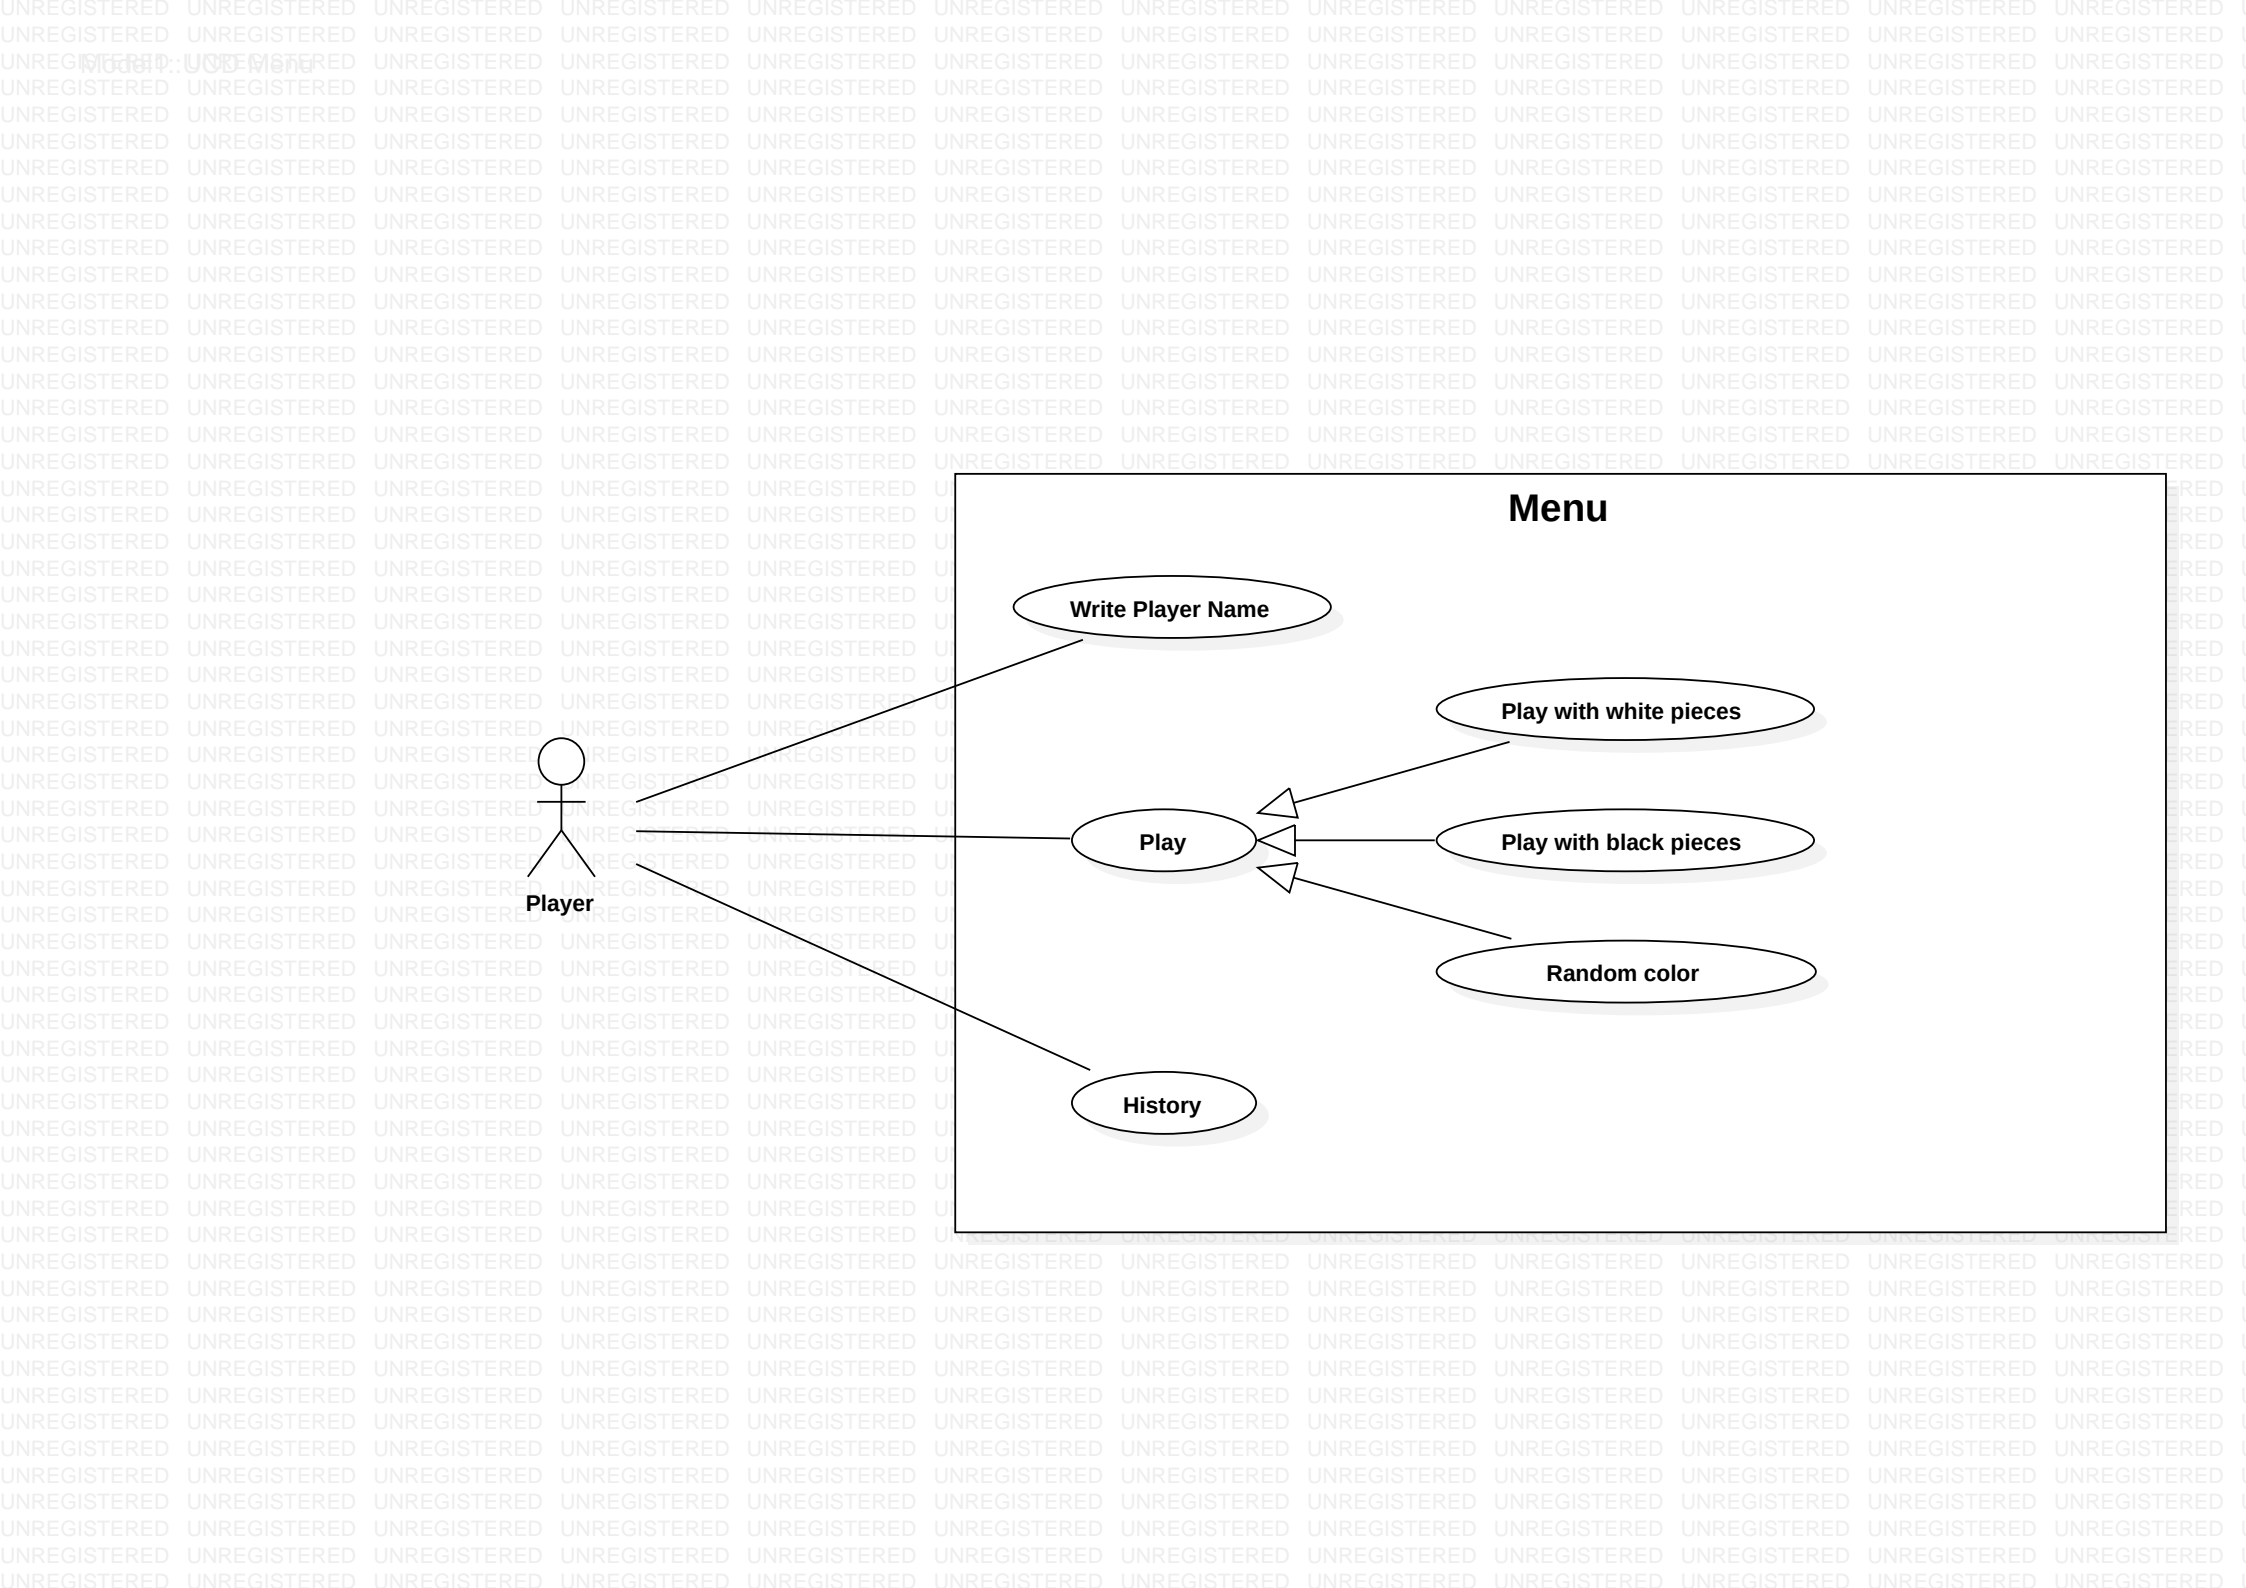 Model1::UCD Menu
Menu
Write Player Name
Play with white pieces
Play
Play with black pieces
Player
Random color
History
UNREGISTERED